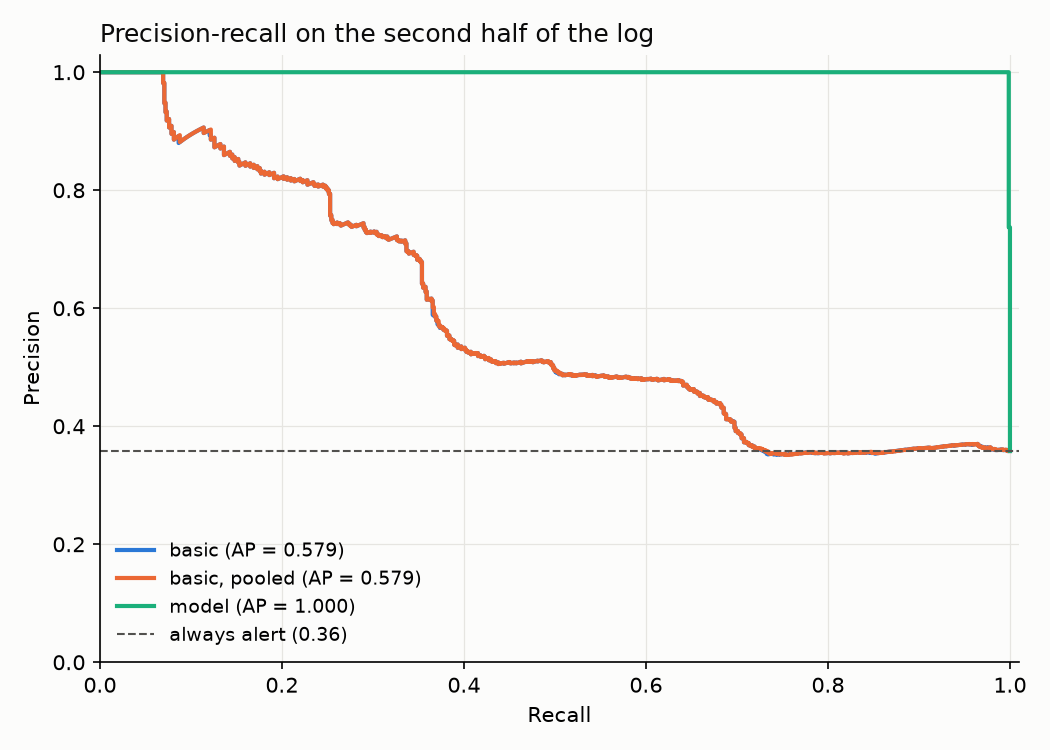 Precision-recall on the second half of the log
Precision
1.0
0.8
0.6
0.4
0.2
0.0
basic (AP = 0.579)
basic, pooled (AP = 0.579)
model (AP = 1.000)
always alert (0.36)
0.0 0.2 0.4 0.6 0.8 1.0
Recall